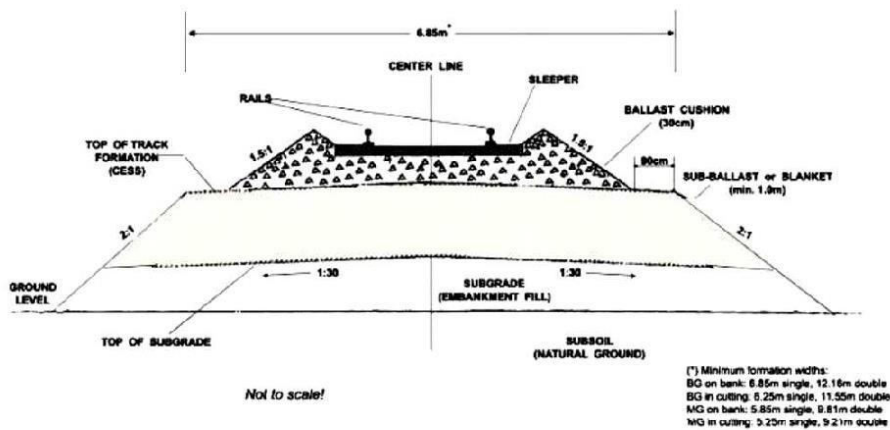 6.85m*
CENTER LINE
SLEEPER
RAILS
BALLAST CUSHION
(30cm)
1.5:1
1.5:1
TOP OF TRACK
FORMATION
(CESS)
90cm
SUB-BALLAST or BLANKET
(min. 1.0m)
2:1
2:1
1:30
1:30
GROUND
LEVEL
SUBGRADE
(EMBANKMENT FILL)
TOP OF SUBGRADE
SUBSOIL
(NATURAL GROUND)
Not to scale!
(*) Minimum formation widths:
BG on bank: 6.85m single, 12.16m double
BG in cutting: 6.25m single, 11.55m double
MG on bank: 5.85m single, 9.81m double
MG in cutting: 5.25m single, 9.21m double